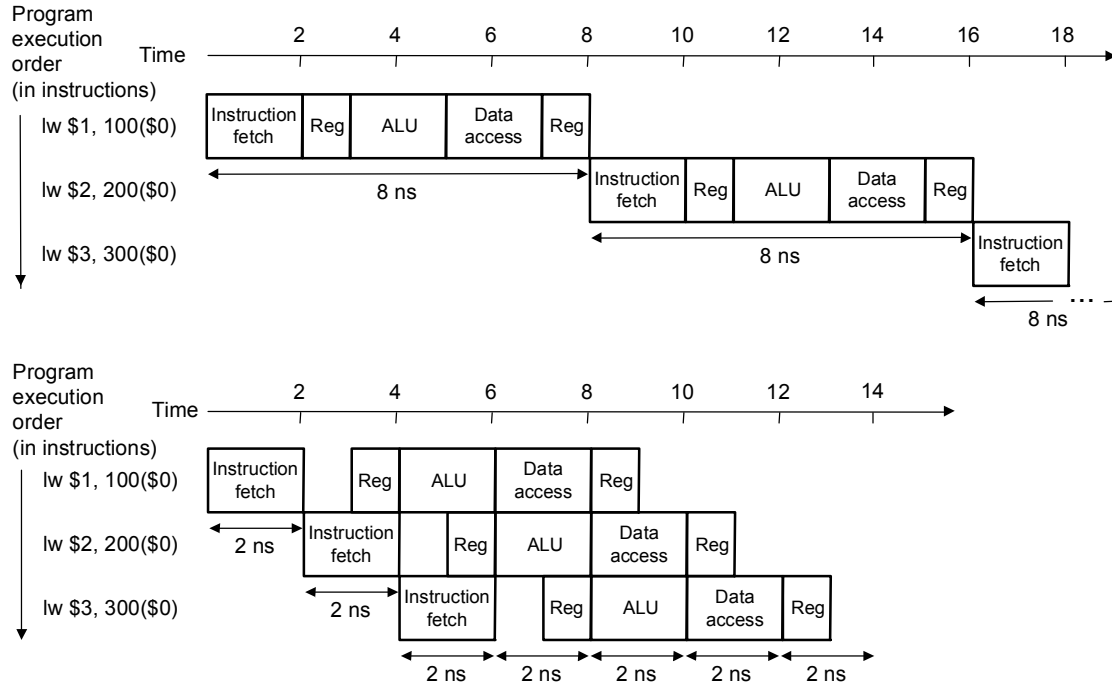 Program
execution
order
(in instructions)
Time
2 4 6 8 10 12 14 16 18
lw $1, 100($0)
Instruction
fetch
Reg
ALU
Data
access
Reg
8 ns
lw $2, 200($0)
Instruction
fetch
Reg
ALU
Data
access
Reg
8 ns
lw $3, 300($0)
Instruction
fetch
...
8 ns
Program
execution
order
(in instructions)
Time
2 4 6 8 10 12 14
lw $1, 100($0)
Instruction
fetch
Reg
ALU
Data
access
Reg
2 ns
lw $2, 200($0)
Instruction
fetch
Reg
ALU
Data
access
Reg
2 ns
lw $3, 300($0)
Instruction
fetch
Reg
ALU
Data
access
Reg
2 ns 2 ns 2 ns 2 ns 2 ns